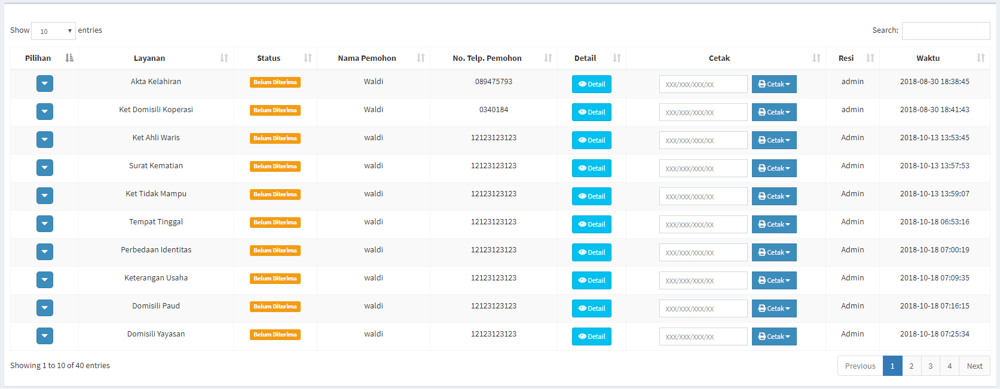 Show 10 entries Search:
Pilihan Layanan Status Nama Pemohon No. Telp. Pemohon Detail Cetak Resi Waktu
Akta Kelahiran Belum Diterima Waldi 089475793 Detail XXX/XXX/XXX/XX Cetak admin 2018-08-30 18:38:45
Ket Domisili Koperasi Belum Diterima Waldi 0340184 Detail XXX/XXX/XXX/XX Cetak admin 2018-08-30 18:41:43
Ket Ahli Waris Belum Diterima waldi 12123123123 Detail XXX/XXX/XXX/XX Cetak Admin 2018-10-13 13:53:45
Surat Kematian Belum Diterima waldi 12123123123 Detail XXX/XXX/XXX/XX Cetak Admin 2018-10-13 13:57:53
Ket Tidak Mampu Belum Diterima waldi 12123123123 Detail XXX/XXX/XXX/XX Cetak Admin 2018-10-13 13:59:07
Tempat Tinggal Belum Diterima waldi 12123123123 Detail XXX/XXX/XXX/XX Cetak Admin 2018-10-18 06:53:16
Perbedaan Identitas Belum Diterima waldi 12123123123 Detail XXX/XXX/XXX/XX Cetak Admin 2018-10-18 07:00:19
Keterangan Usaha Belum Diterima waldi 12123123123 Detail XXX/XXX/XXX/XX Cetak Admin 2018-10-18 07:09:35
Domisili Paud Belum Diterima waldi 12123123123 Detail XXX/XXX/XXX/XX Cetak Admin 2018-10-18 07:16:15
Domisili Yayasan Belum Diterima waldi 12123123123 Detail XXX/XXX/XXX/XX Cetak Admin 2018-10-18 07:25:34
Showing 1 to 10 of 40 entries Previous 1 2 3 4 Next